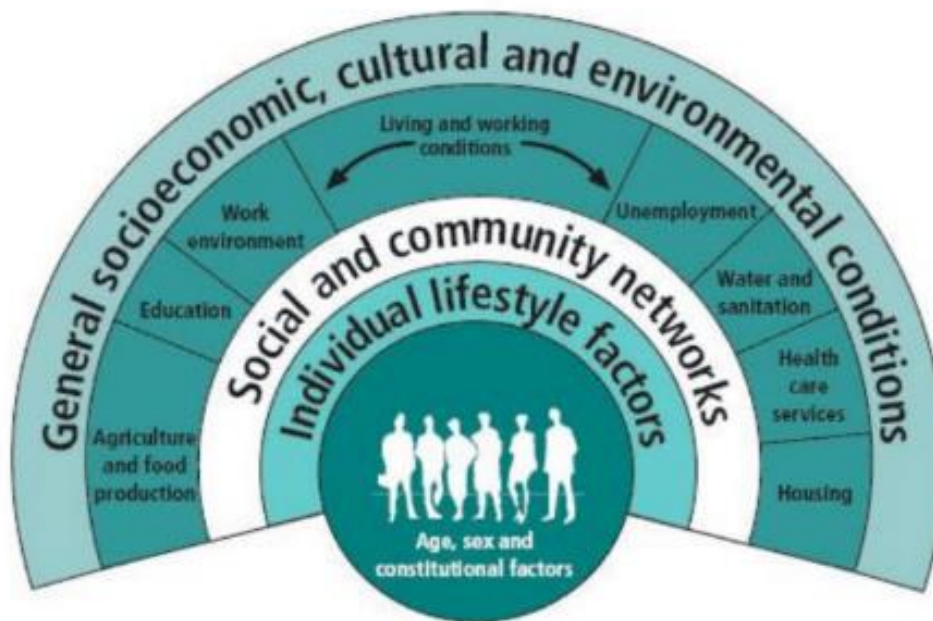 General socioeconomic, cultural and environmental conditions
Living and working
conditions
Work
environment
Unemployment
Education
Water and
sanitation
Agriculture
and food
production
Health
care
services
Housing
Social and community networks
Individual lifestyle factors
Age, sex and
constitutional factors